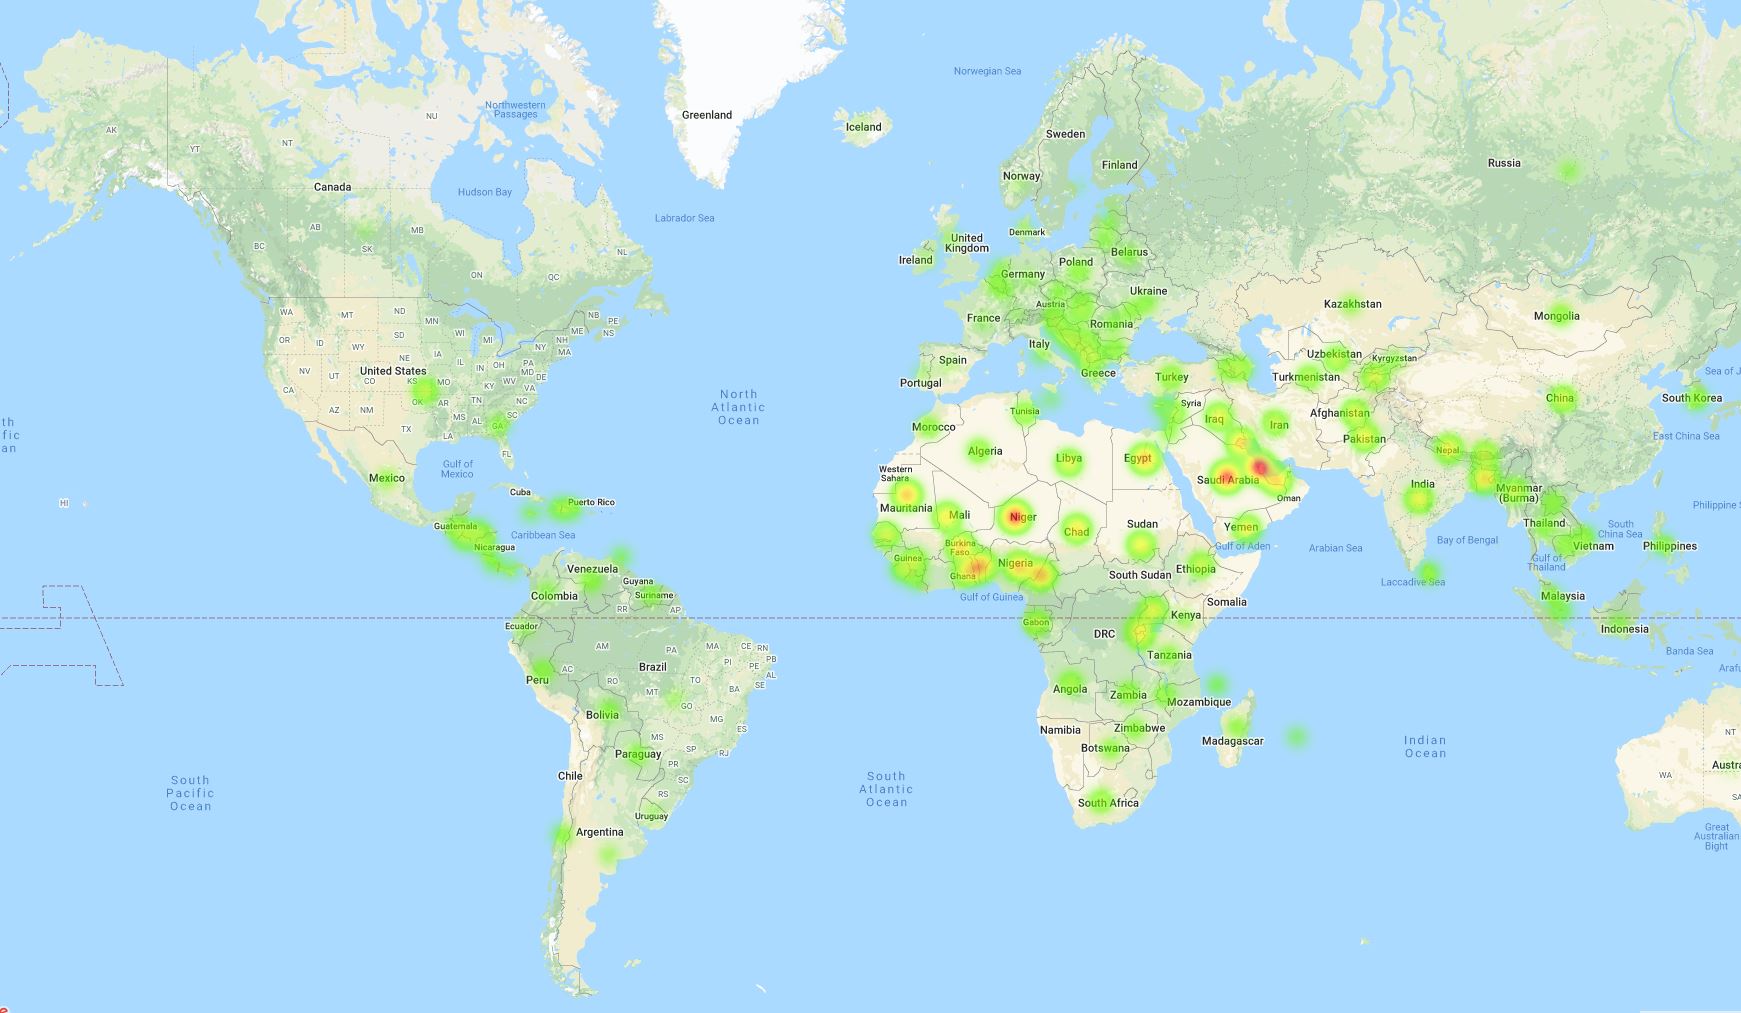 Norwegian Sea
Northwestern
Passages
NU
Greenland
Iceland
AK
Sweden
YT
NT
Russia
Finland
Norway
Canada
Hudson Bay
Labrador Sea
AB
MB
SK
BC
NL
Denmark
United
Kingdom
Ireland
Belarus
Poland
ON
QC
Germany
Ukraine
Austria
Kazakhstan
Mongolia
WA
MT
ND
MN
NB
PE
NS
ME
France
Romania
OR
ID
SD
WI
MI
VT
NH
NY
MA
WY
Italy
Uzbekistan
Kyrgyzstan
NE
IA
IL
IN
OH
PA
MD
DE
NV
UT
United States
CO
KS
MO
KY
WV
VA
Spain
Portugal
Greece
Turkey
Turkmenistan
Sea of J
CA
AZ
NM
OK
AR
TN
NC
SC
MS
AL
GA
North
Atlantic
Ocean
Tunisia
Syria
Iraq
Iran
Afghanistan
China
South Korea
TX
LA
FL
Morocco
Pakistan
East China Sea
th
fic
an
Gulf of
Mexico
Algeria
Libya
Egypt
Nepal
Mexico
Western
Sahara
Saudi Arabia
India
Myanmar
(Burma)
Cuba
Puerto Rico
Oman
HI
Mauritania
Mali
Niger
Chad
Sudan
Yemen
Thailand
South
China Sea
Philippine S
Guatemala
Caribbean Sea
Nicaragua
Burkina
Faso
Gulf of Aden
Arabian Sea
Bay of Bengal
Vietnam
Philippines
Guinea
Ghana
Nigeria
South Sudan
Ethiopia
Gulf of
Thailand
Venezuela
Guyana
Suriname
Colombia
Laccadive Sea
Gulf of Guinea
Somalia
Malaysia
RR
AP
Ecuador
Gabon
DRC
Kenya
Indonesia
AM
PA
MA
CE
RN
PB
PE
AL
SE
PI
Tanzania
Banda Sea
Brazil
AC
Peru
RO
TO
MT
BA
Angola
Zambia
Mozambique
Arafu
Bolivia
GO
MG
ES
Namibia
Zimbabwe
Madagascar
Botswana
Indian
Ocean
NT
MS
SP
RJ
Paraguay
PR
SC
Chile
South
Pacific
Ocean
South
Atlantic
Ocean
WA
Austra
SA
RS
Uruguay
South Africa
Argentina
Great
Australian
Bight